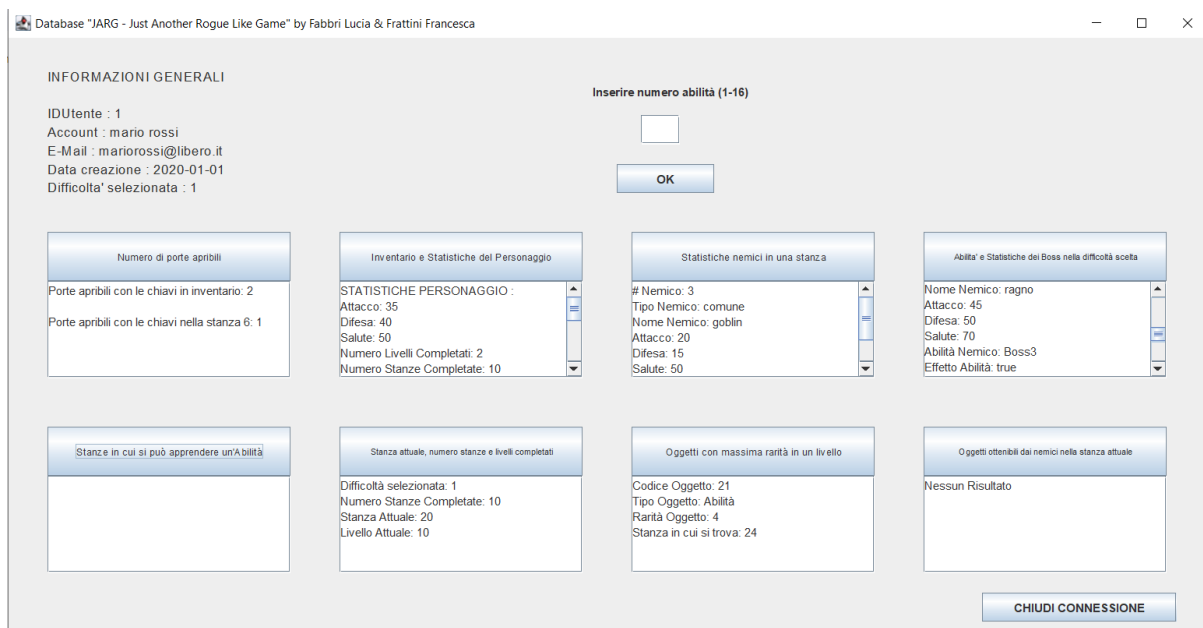 Database "JARG - Just Another Rogue Like Game" by Fabbri Lucia & Frattini Francesca
INFORMAZIONI GENERALI
IDUtente : 1
Account : mario rossi
E-Mail : mariorossi@libero.it
Data creazione : 2020-01-01
Difficolta' selezionata : 1
Inserire numero abilità (1-16)
OK
Numero di porte apribili
Porte apribili con le chiavi in inventario: 2
Porte apribili con le chiavi nella stanza 6: 1
Inventario e Statistiche del Personaggio
STATISTICHE PERSONAGGIO :
Attacco: 35
Difesa: 40
Salute: 50
Numero Livelli Completati: 2
Numero Stanze Completate: 10
Statistiche nemici in una stanza
# Nemico: 3
Tipo Nemico: comune
Nome Nemico: goblin
Attacco: 20
Difesa: 15
Salute: 50
Abilita' e Statistiche dei Boss nella difficoltà scelta
Nome Nemico: ragno
Attacco: 45
Difesa: 50
Salute: 70
Abilità Nemico: Boss3
Effetto Abilità: true
Stanze in cui si può apprendere un'Abilità
Stanza attuale, numero stanze e livelli completati
Difficoltà selezionata: 1
Numero Stanze Completate: 10
Stanza Attuale: 20
Livello Attuale: 10
Oggetti con massima rarità in un livello
Codice Oggetto: 21
Tipo Oggetto: Abilità
Rarità Oggetto: 4
Stanza in cui si trova: 24
Oggetti ottenibili dai nemici nella stanza attuale
Nessun Risultato
CHIUDI CONNESSIONE